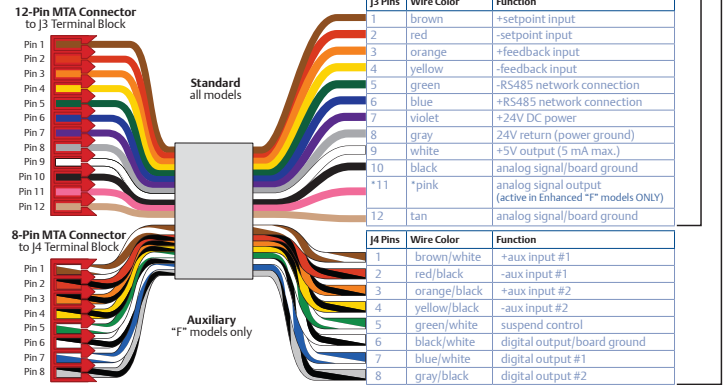 12-Pin MTA Connector
to J3 Terminal Block
Pin 1
Pin 2
Pin 3
Pin 4
Pin 5
Pin 6
Pin 7
Pin 8
Pin 9
Pin 10
Pin 11
Pin 12
Standard
all models
J3 Pins Wire Color Function
1 brown +setpoint input
2 red -setpoint input
3 orange +feedback input
4 yellow -feedback input
5 green -RS485 network connection
6 blue +RS485 network connection
7 violet +24V DC power
8 gray 24V return (power ground)
9 white +5V output (5 mA max.)
10 black analog signal/board ground
*11 *pink analog signal output
(active in Enhanced "F" models ONLY)
12 tan analog signal/board ground
8-Pin MTA Connector
to J4 Terminal Block
Pin 1
Pin 2
Pin 3
Pin 4
Pin 5
Pin 6
Pin 7
Pin 8
Auxiliary
"F" models only
J4 Pins Wire Color Function
1 brown/white +aux input #1
2 red/black -aux input #1
3 orange/black +aux input #2
4 yellow/black -aux input #2
5 green/white suspend control
6 black/white digital output/board ground
7 blue/white digital output #1
8 gray/black digital output #2